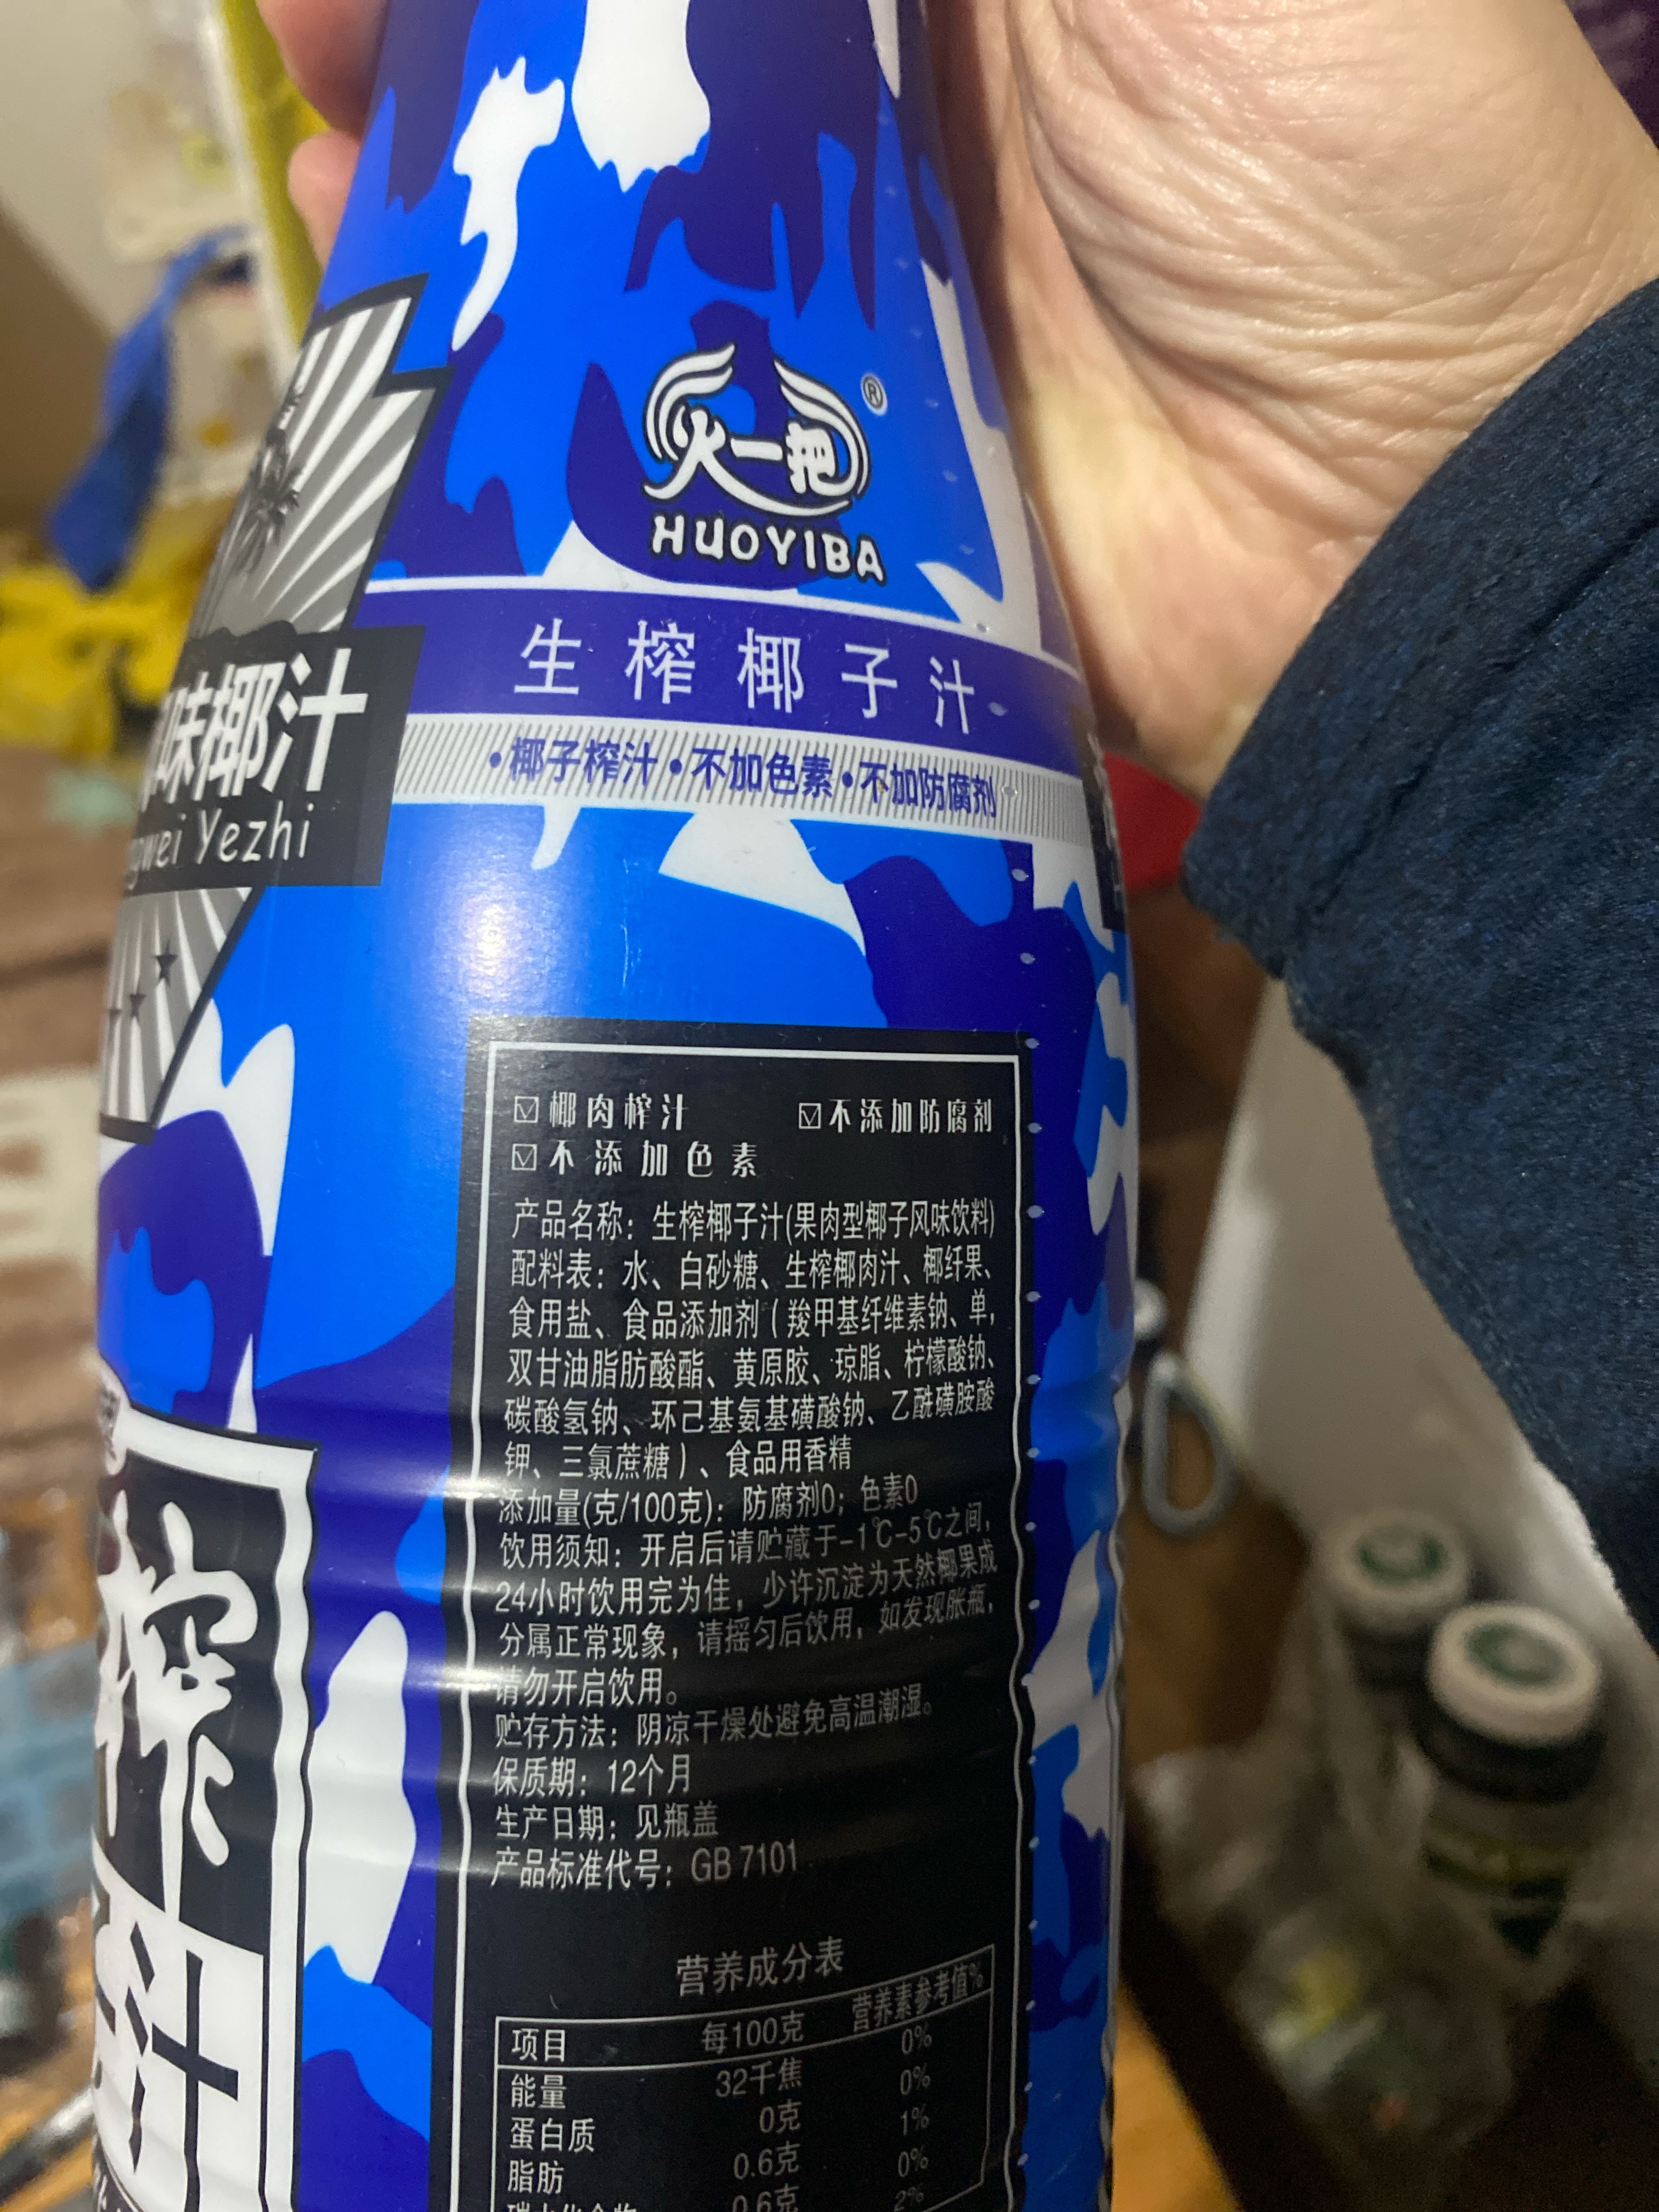 火一把
®
HUOYIBA
生榨椰子汁
·椰子榨汁·不加色素·不加防腐剂
味椰汁
wei Yezhi
榨
汁
☑椰肉榨汁 ☑不添加防腐剂
☑不添加色素
产品名称：生榨椰子汁(果肉型椰子风味饮料)
配料表：水、白砂糖、生榨椰肉汁、椰纤果、
食用盐、食品添加剂（羧甲基纤维素钠、单，
双甘油脂肪酸酯、黄原胶、琼脂、柠檬酸钠、
碳酸氢钠、环己基氨基磺酸钠、乙酰磺胺酸
钾、三氯蔗糖）、食品用香精
添加量(克/100克)：防腐剂0；色素0
饮用须知：开启后请贮藏于-1℃-5℃之间，
24小时饮用完为佳，少许沉淀为天然椰果成
分属正常现象，请摇匀后饮用，如发现胀瓶，
请勿开启饮用。
贮存方法：阴凉干燥处避免高温潮湿。
保质期：12个月
生产日期：见瓶盖
产品标准代号：GB 7101
营养成分表
项目 每100克 营养素参考值%
能量 32千焦 0%
蛋白质 0克 0%
脂肪 0.6克 1%
碳水化合物 0.6克 0%
2%